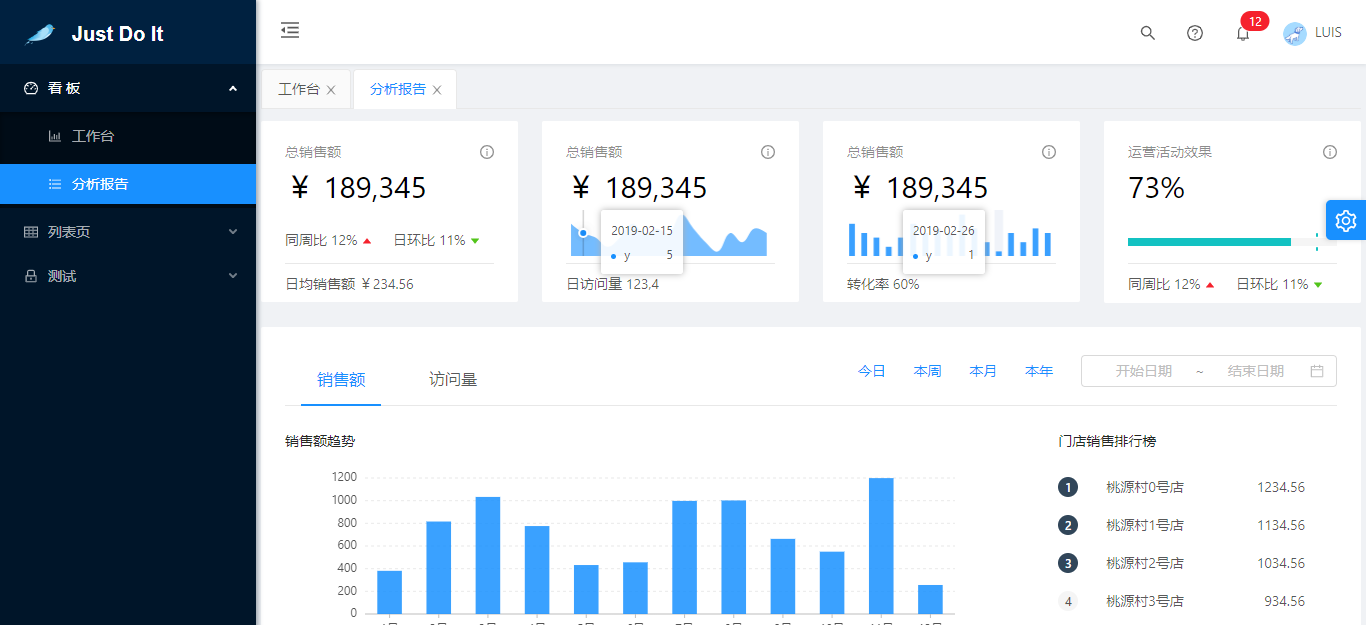 Just Do It
12
LUIS
看板
工作台
分析报告
列表页
测试
工作台
分析报告
总销售额
¥ 189,345
同周比 12%
日环比 11%
日均销售额 ¥ 234.56
总销售额
¥ 189,345
2019-02-15
y 5
日访问量 123,4
总销售额
¥ 189,345
2019-02-26
y 1
转化率 60%
运营活动效果
73%
同周比 12%
日环比 11%
销售额
访问量
今日
本周
本月
本年
开始日期 ~ 结束日期
销售额趋势
1200
1000
800
600
400
200
0
门店销售排行榜
1 桃源村0号店 1234.56
2 桃源村1号店 1134.56
3 桃源村2号店 1034.56
4 桃源村3号店 934.56